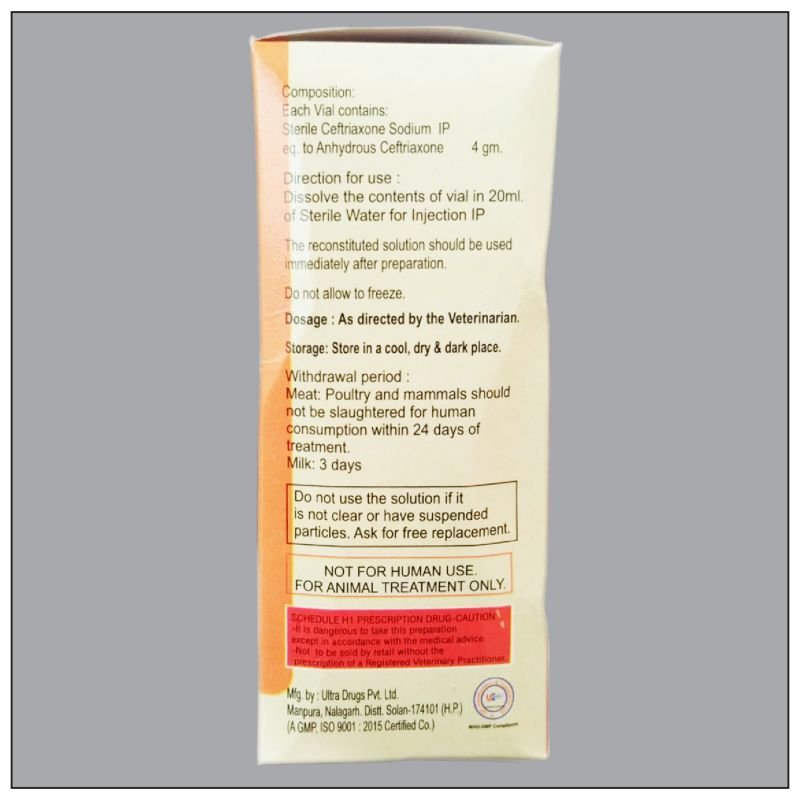 Composition:
Each Vial contains:
Sterile Ceftriaxone Sodium IP
eq. to Anhydrous Ceftriaxone 4 gm.
Direction for use :
Dissolve the contents of vial in 20ml.
of Sterile Water for Injection IP
The reconstituted solution should be used
immediately after preparation.
Do not allow to freeze.
Dosage : As directed by the Veterinarian.
Storage: Store in a cool, dry & dark place.
Withdrawal period :
Meat: Poultry and mammals should
not be slaughtered for human
consumption within 24 days of
treatment.
Milk: 3 days
Do not use the solution if it
is not clear or have suspended
particles. Ask for free replacement.
NOT FOR HUMAN USE.
FOR ANIMAL TREATMENT ONLY.
SCHEDULE H1 PRESCRIPTION DRUG-CAUTION
-It is dangerous to take this preparation
except in accordance with the medical advice.
-Not to be sold by retail without the
prescription of a Registered Veterinary Practitioner.
Mfg. by : Ultra Drugs Pvt. Ltd.
Manpura, Nalagarh. Distt. Solan-174101 (H.P.)
(A GMP, ISO 9001 : 2015 Certified Co.)
WHO-GMP Compliance